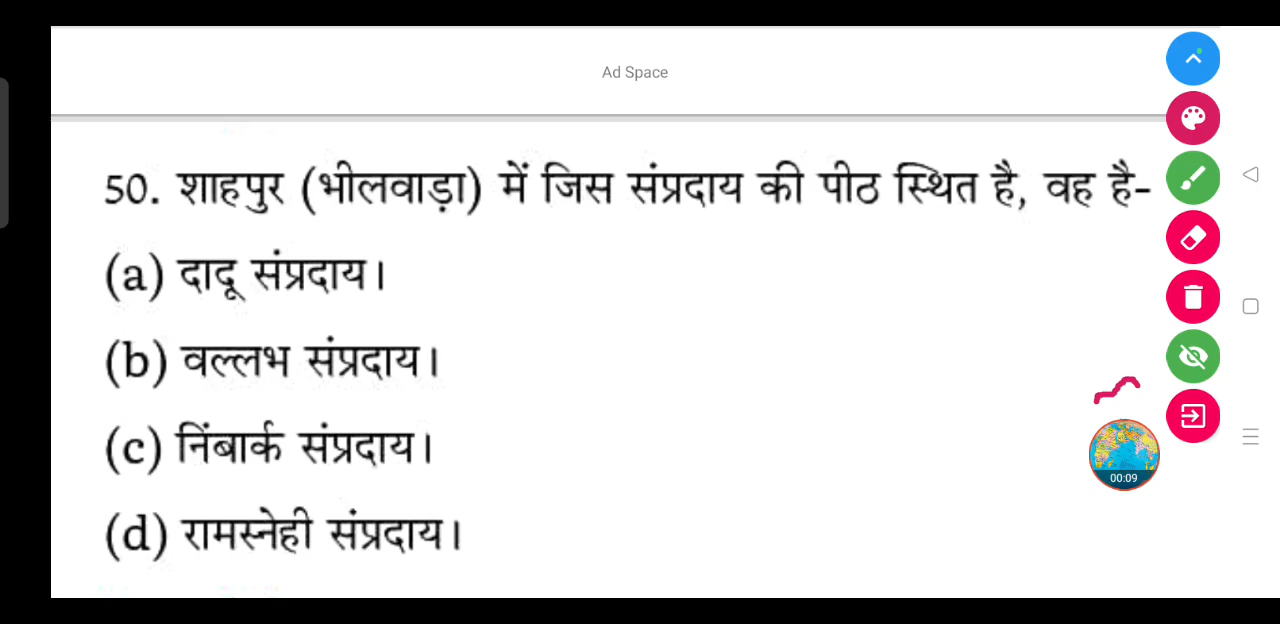 Ad Space
50. शाहपुर (भीलवाड़ा) में जिस संप्रदाय की पीठ स्थित है, वह है-
(a) दादू संप्रदाय।
(b) वल्लभ संप्रदाय।
(c) निंबार्क संप्रदाय।
(d) रामस्नेही संप्रदाय।
00:09